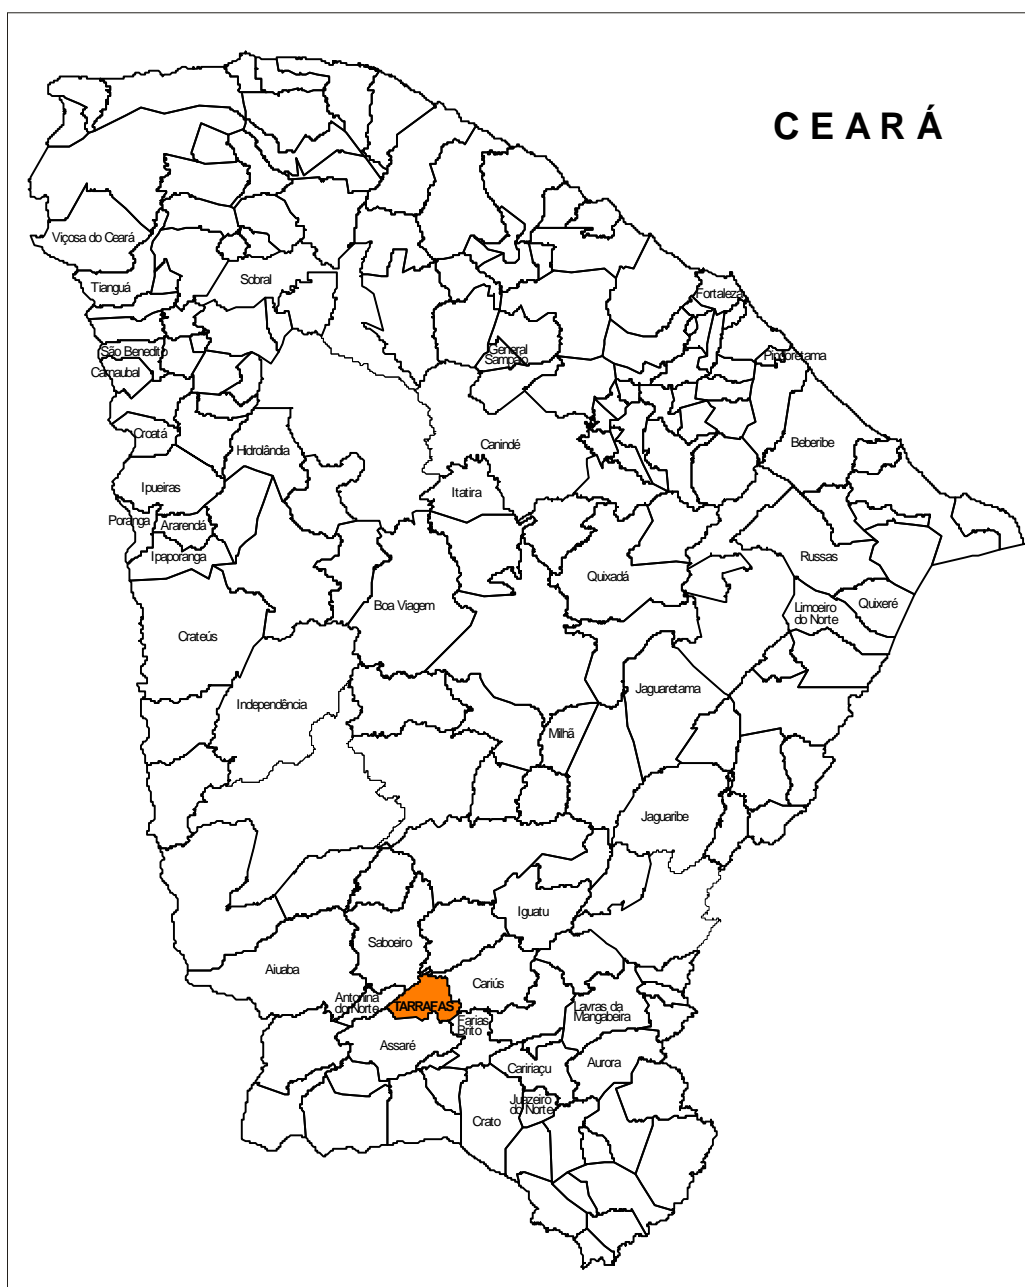 CEARÁ
Viçosa do Ceará
Tianguá
Sobral
Fortaleza
São Benedito
General
Sampaio
Pindoretama
Carnaubal
Croatá
Hidrolândia
Canindé
Beberibe
Ipueiras
Itatira
Poranga
Ararendá
Ipaporanga
Russas
Quixadá
Boa Viagem
Quixeré
Limoeiro
do Norte
Crateús
Jaguaretama
Independência
Milhã
Jaguaribe
Iguatu
Saboeiro
Aiuaba
Cariús
Antonina
do Norte
TARRAFAS
Lavras da
Mangabeira
Farias
Brito
Assaré
Aurora
Caririaçu
Juazeiro
do Norte
Crato